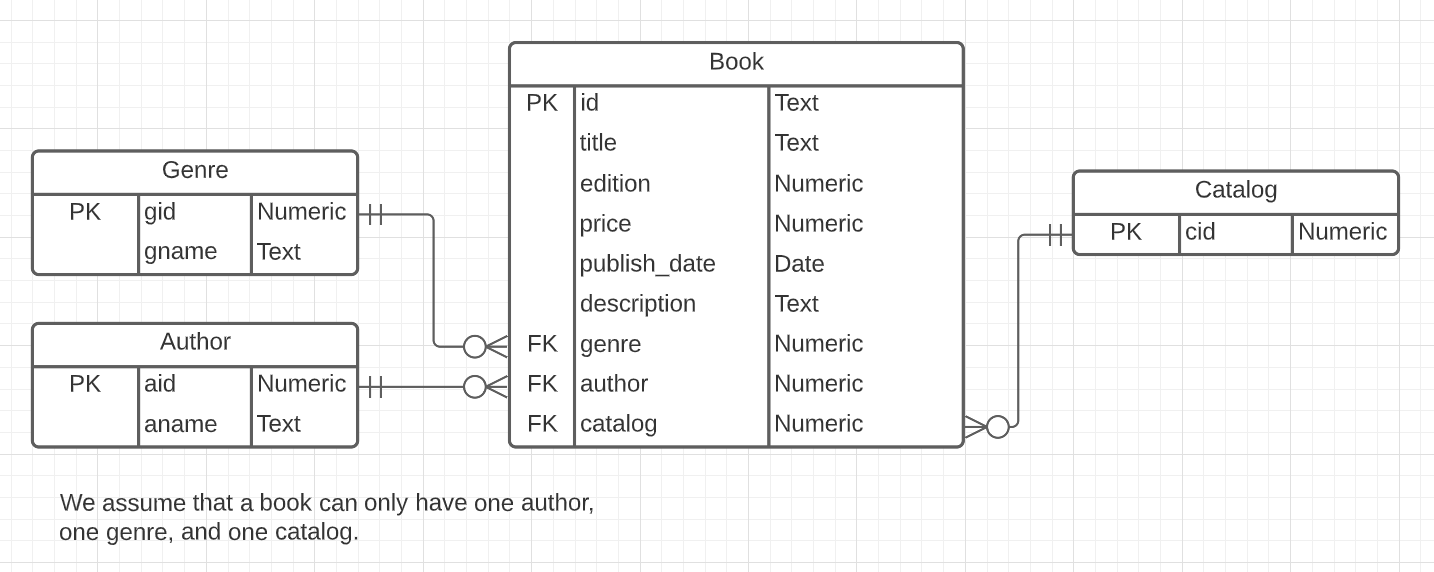 Book
PK id Text
title Text
edition Numeric
price Numeric
publish_date Date
description Text
FK genre Numeric
FK author Numeric
FK catalog Numeric
Genre
PK gid Numeric
gname Text
Author
PK aid Numeric
aname Text
Catalog
PK cid Numeric
We assume that a book can only have one author,
one genre, and one catalog.